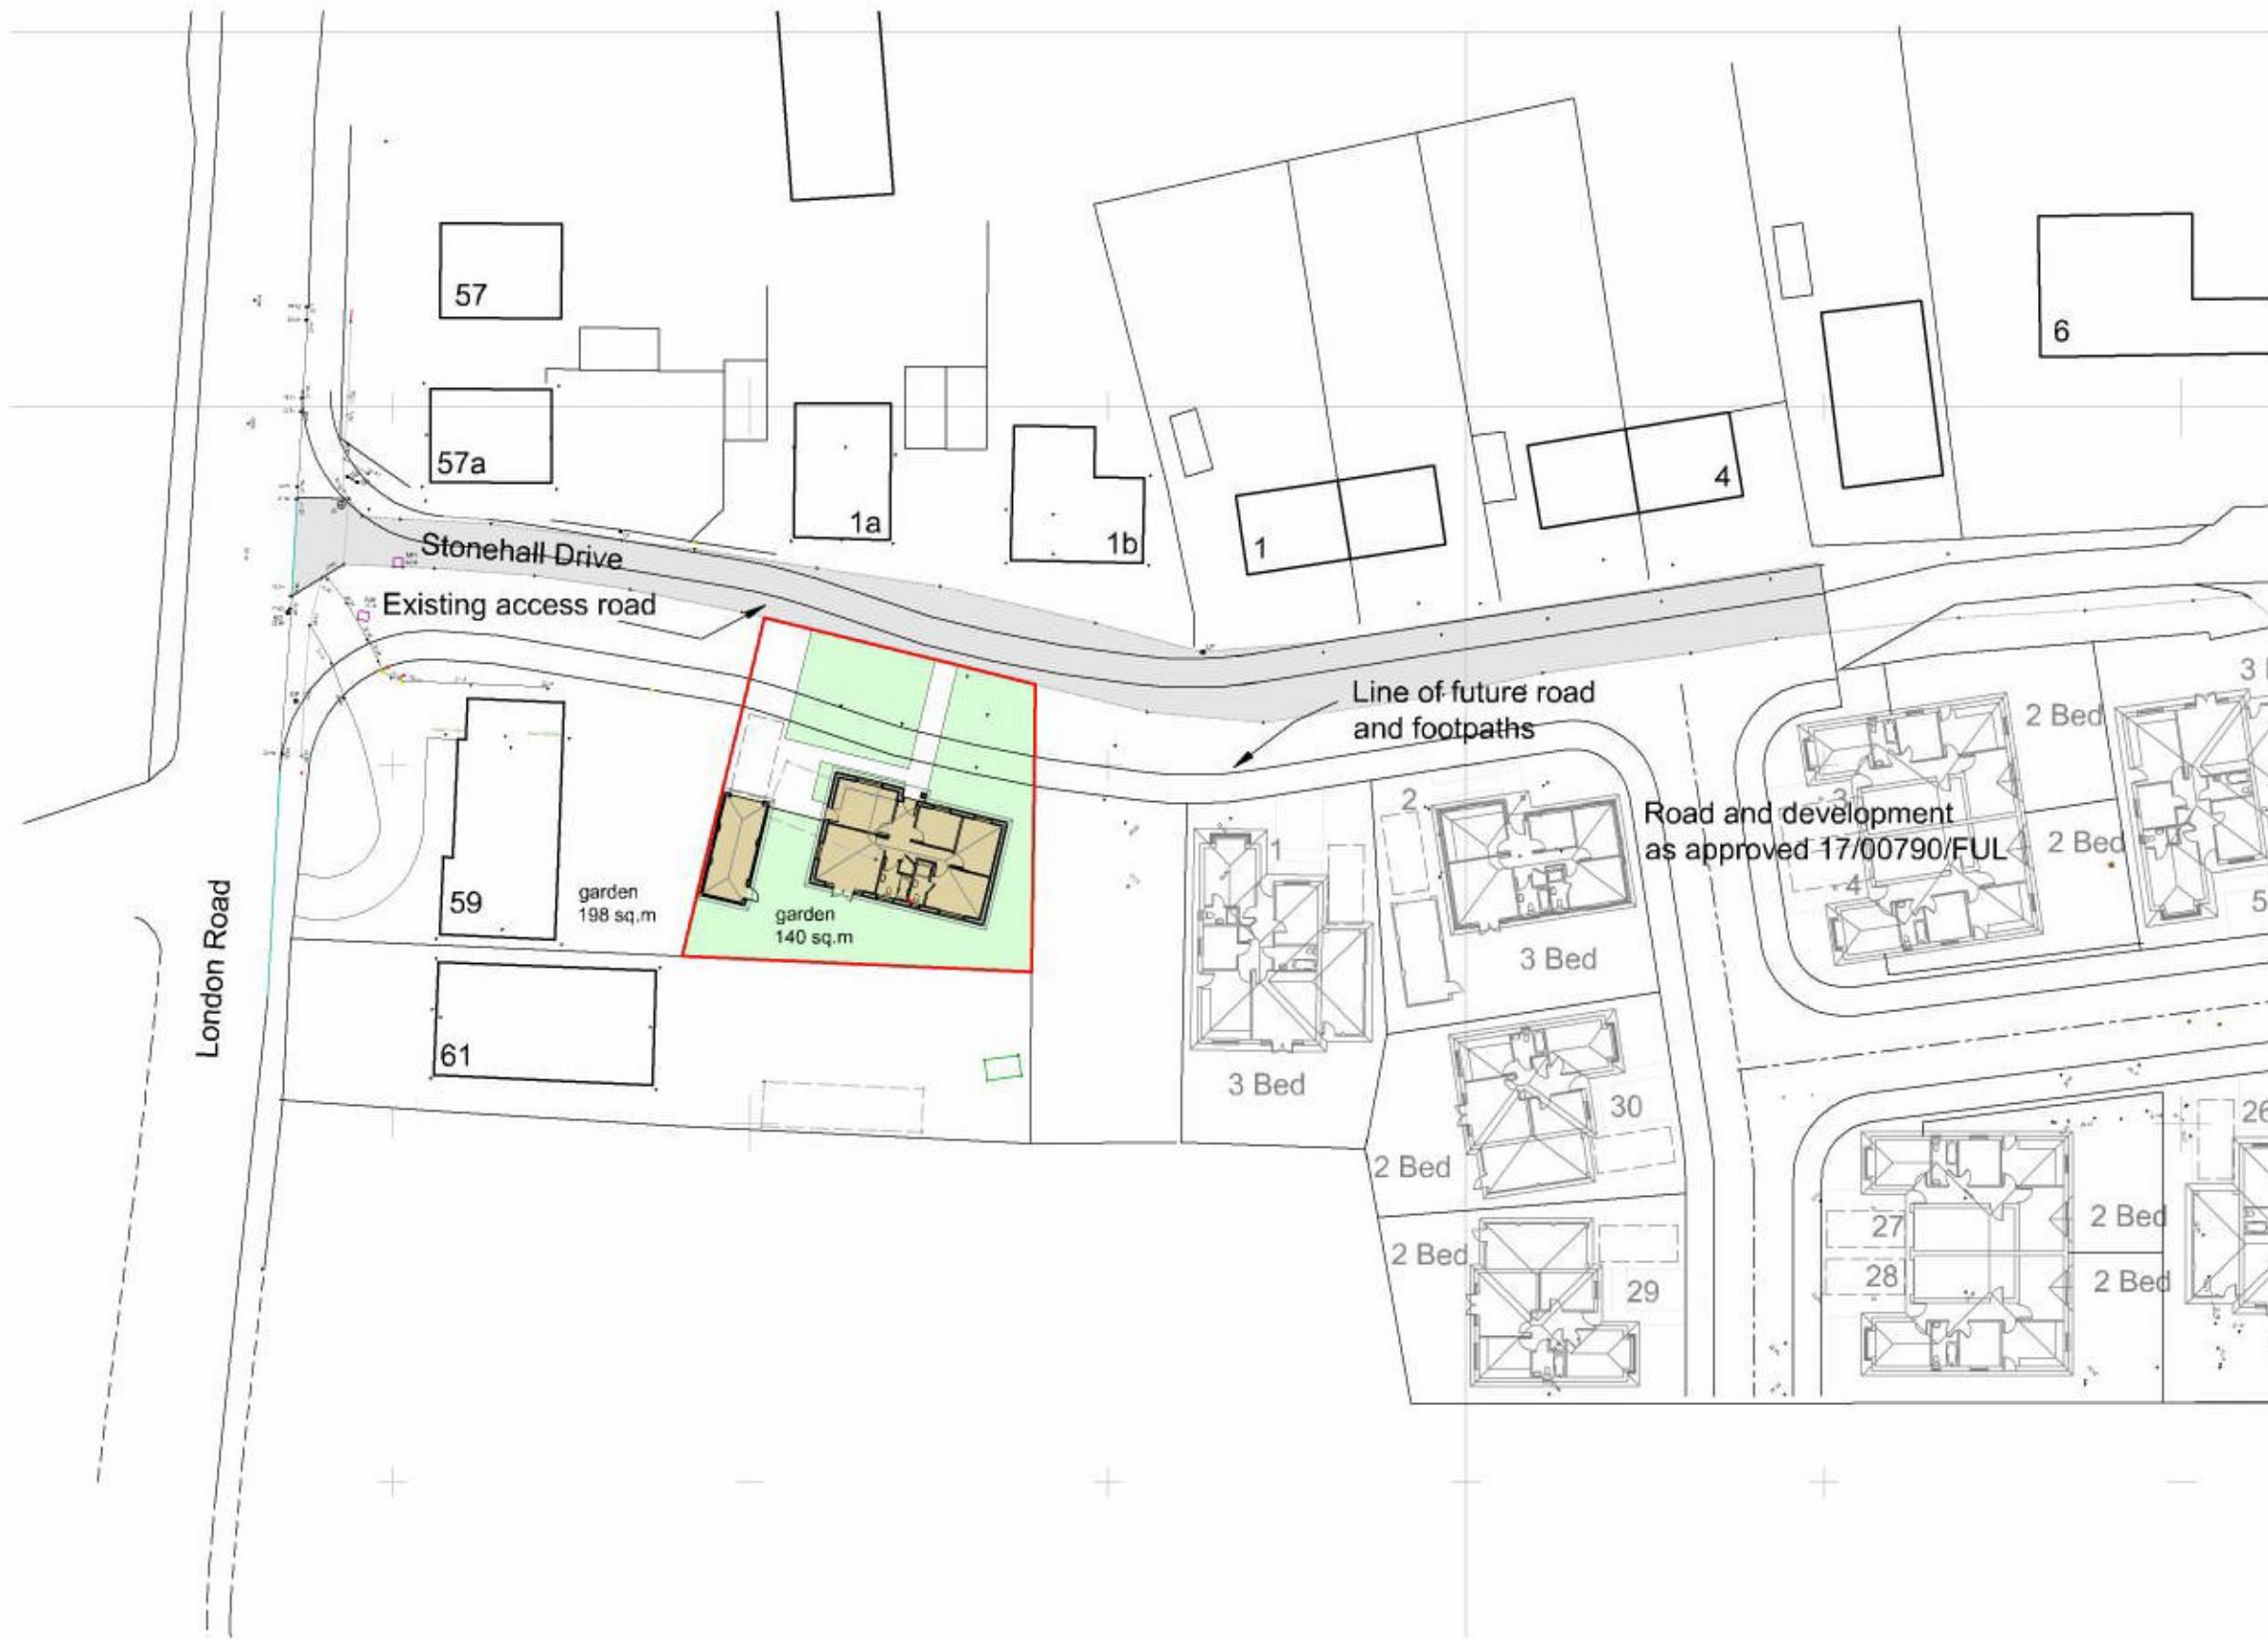 57
6
57a
1a
1b
1
4
Stonehall Drive
Existing access road
Line of future road
and footpaths
2 Bed
3
2
3
Road and development
as approved 17/00790/FUL
2 Bed
1
4
59
garden
198 sq.m
garden
140 sq.m
5
3 Bed
London Road
61
3 Bed
30
26
2 Bed
27
2 Bed
2 Bed
29
28
2 Bed